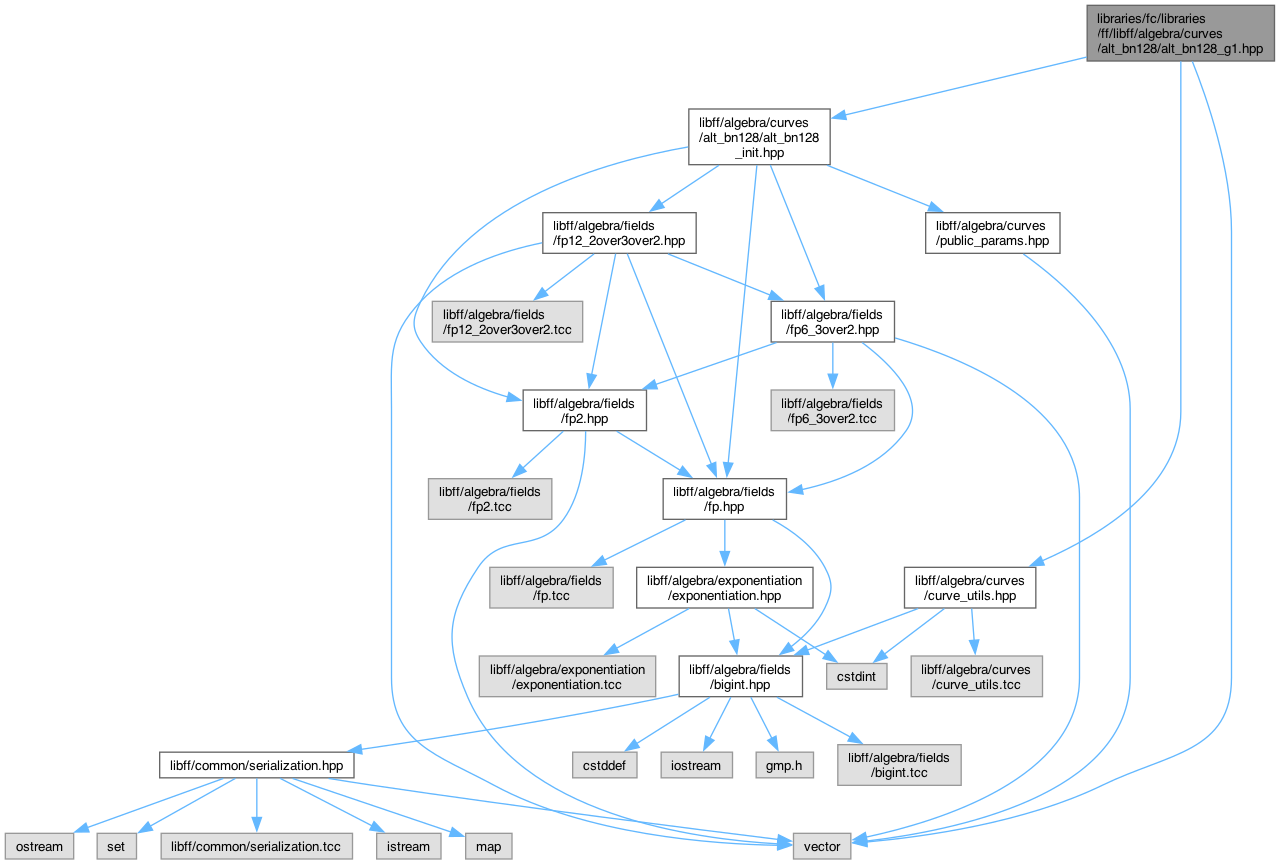 libraries/fc/libraries
/ff/libff/algebra/curves
/alt_bn128/alt_bn128_g1.hpp
libff/algebra/curves
/alt_bn128/alt_bn128
_init.hpp
libff/algebra/fields
/fp12_2over3over2.hpp
libff/algebra/curves
/public_params.hpp
libff/algebra/fields
/fp12_2over3over2.tcc
libff/algebra/fields
/fp6_3over2.hpp
libff/algebra/fields
/fp2.hpp
libff/algebra/fields
/fp6_3over2.tcc
libff/algebra/fields
/fp2.tcc
libff/algebra/fields
/fp.hpp
libff/algebra/fields
/fp.tcc
libff/algebra/exponentiation
/exponentiation.hpp
libff/algebra/curves
/curve_utils.hpp
libff/algebra/exponentiation
/exponentiation.tcc
libff/algebra/fields
/bigint.hpp
cstdint
libff/algebra/curves
/curve_utils.tcc
libff/common/serialization.hpp
cstddef
iostream
gmp.h
libff/algebra/fields
/bigint.tcc
ostream
set
libff/common/serialization.tcc
istream
map
vector